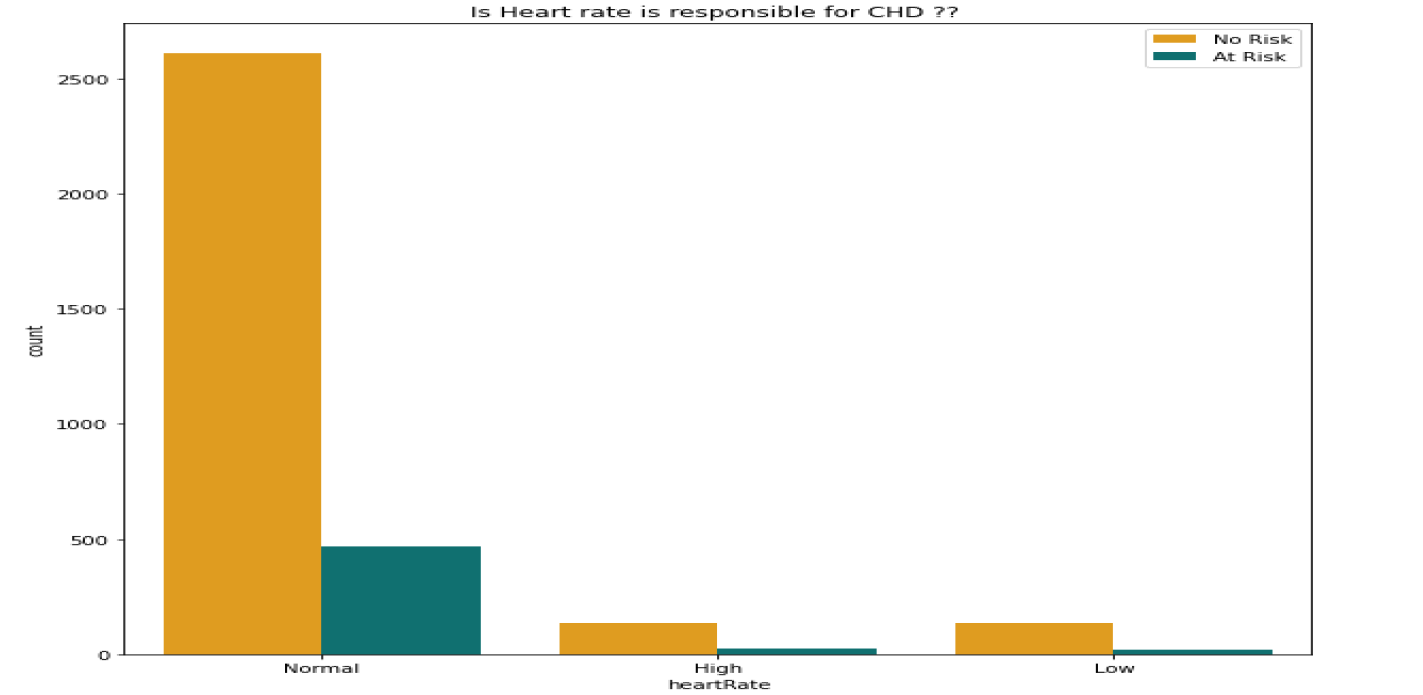 Is Heart rate is responsible for CHD ??
No Risk
At Risk
2500
2000
1500
1000
500
0
count
Normal
High
Low
heartRate